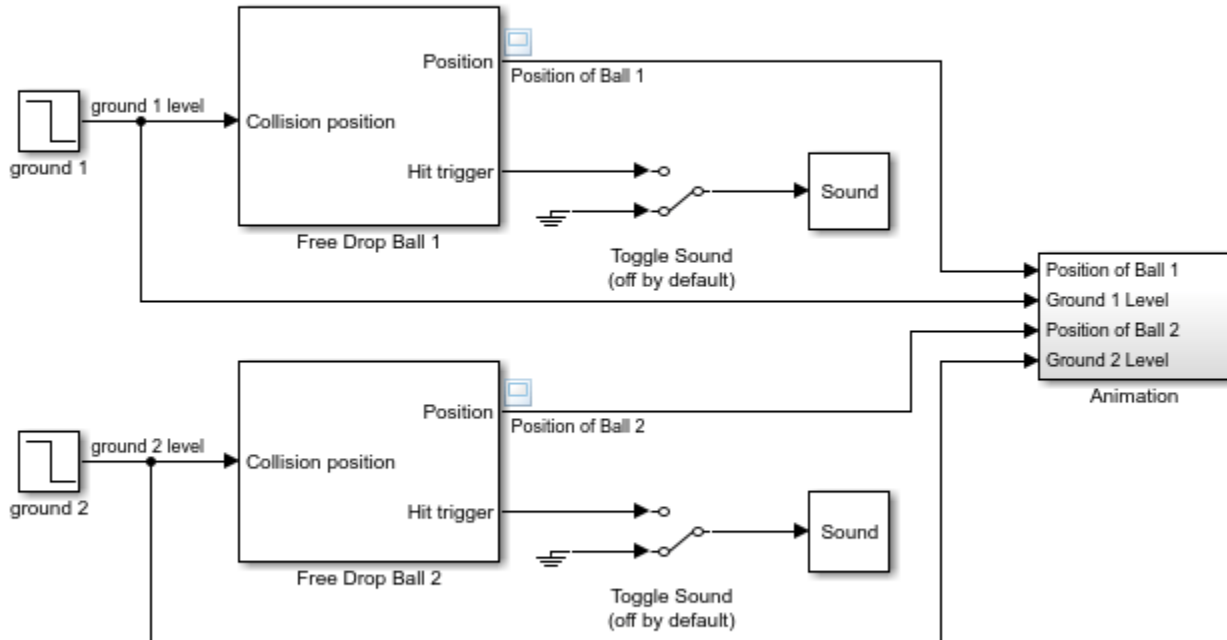 Position
Position of Ball 1
ground 1 level
Collision position
ground 1
Hit trigger
Sound
Free Drop Ball 1
Toggle Sound
(off by default)
Position of Ball 1
Ground 1 Level
Position of Ball 2
Ground 2 Level
Animation
Position
Position of Ball 2
ground 2 level
Collision position
ground 2
Hit trigger
Sound
Free Drop Ball 2
Toggle Sound
(off by default)